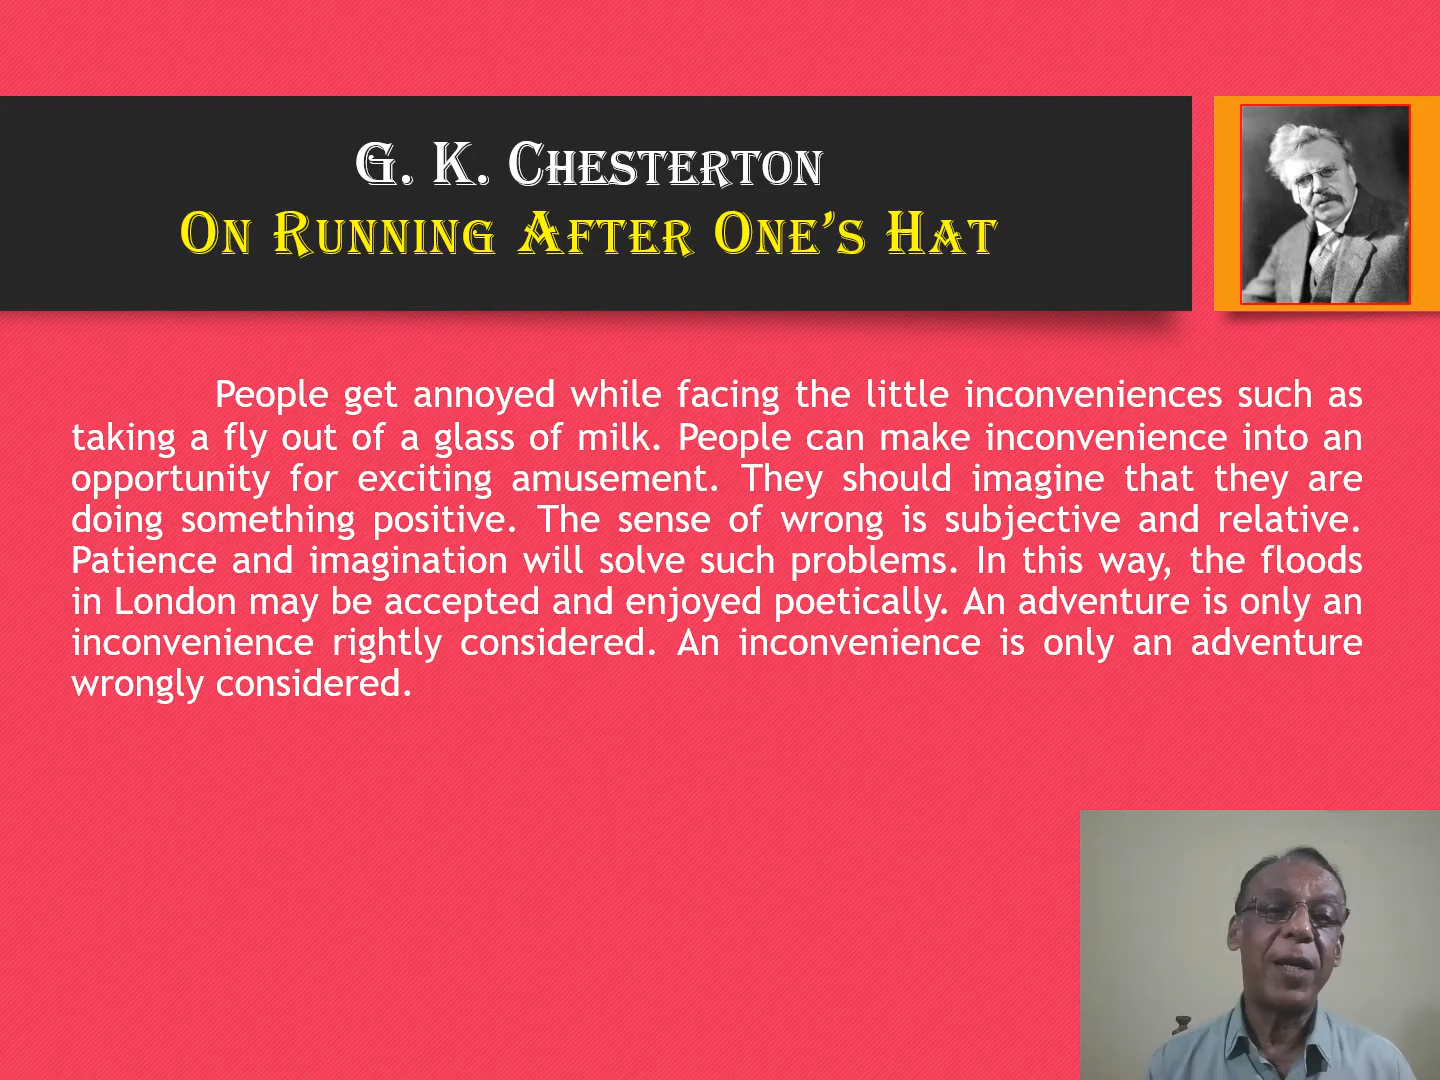 G. K. Chesterton
On Running After One's Hat
People get annoyed while facing the little inconveniences such as
taking a fly out of a glass of milk. People can make inconvenience into an
opportunity for exciting amusement. They should imagine that they are
doing something positive. The sense of wrong is subjective and relative.
Patience and imagination will solve such problems. In this way, the floods
in London may be accepted and enjoyed poetically. An adventure is only an
inconvenience rightly considered. An inconvenience is only an adventure
wrongly considered.